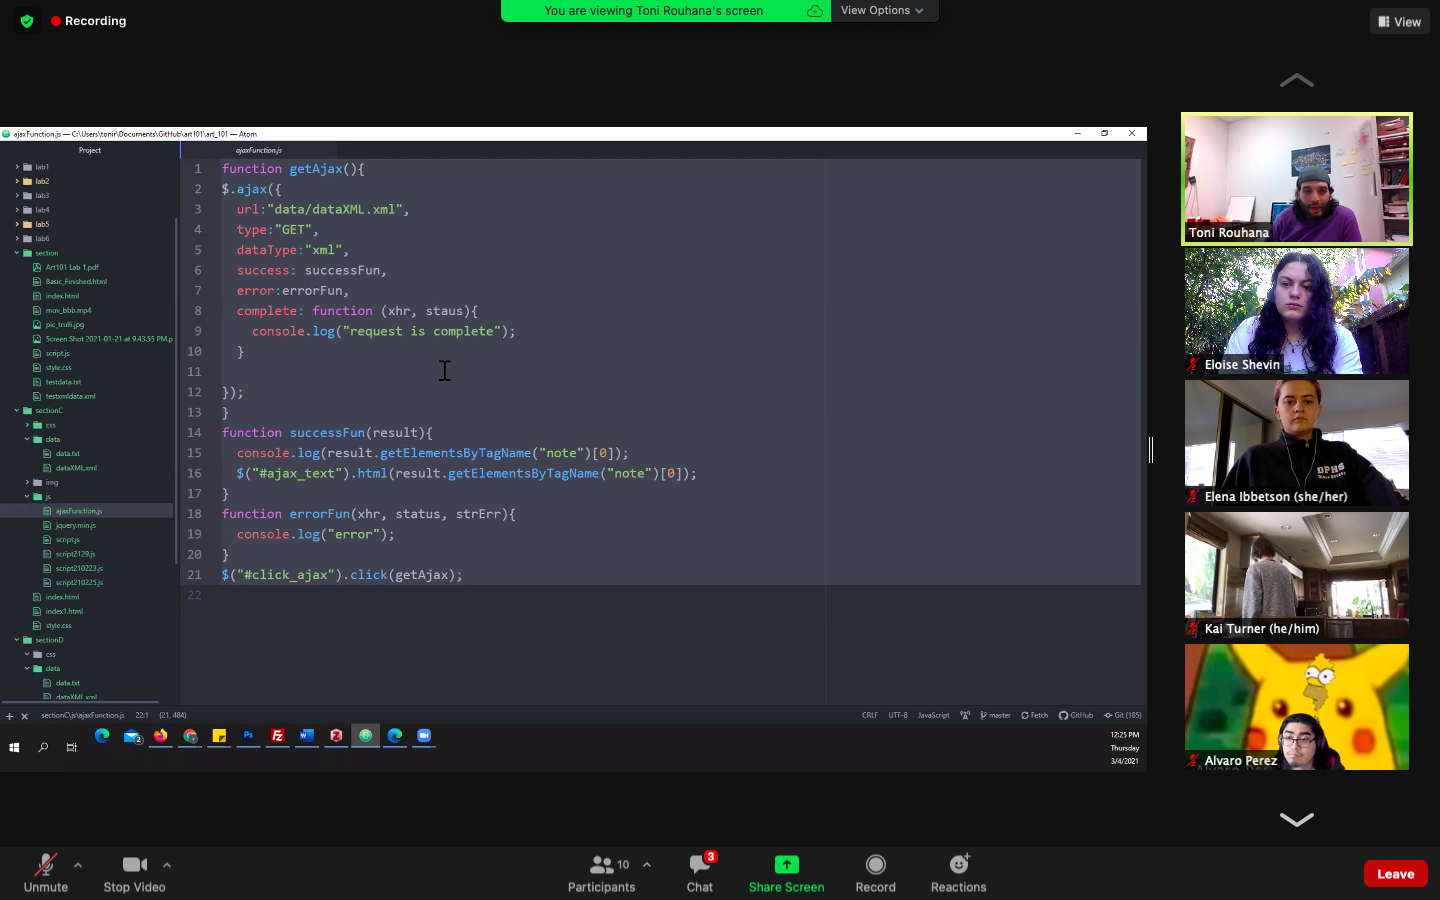 Recording
You are viewing Toni Rouhana's screen
View Options
View
ajaxFunction.js — C:\Users\tonir\Documents\GitHub\art101\art_101 — Atom
Project
lab1
lab2
lab3
lab4
lab5
lab6
section
Art101 Lab 1.pdf
Basic_Finished.html
index.html
mov_bbb.mp4
pic_trulli.jpg
Screen Shot 2021-01-21 at 9.43.55 PM.p
script.js
style.css
testdata.txt
testxmldata.xml
sectionC
css
data
data.txt
dataXML.xml
img
js
ajaxFunction.js
jquery.min.js
script.js
script2129.js
script210223.js
script210225.js
index.html
index1.html
style.css
sectionD
css
data
data.txt
dataXML.xml
ajaxFunction.js
1 function getAjax(){
2 $.ajax({
3 url:"data/dataXML.xml",
4 type:"GET",
5 dataType:"xml",
6 success: successFun,
7 error:errorFun,
8 complete: function (xhr, staus){
9 console.log("request is complete");
10 }
11
12 });
13 }
14 function successFun(result){
15 console.log(result.getElementsByTagName("note")[0]);
16 $("#ajax_text").html(result.getElementsByTagName("note")[0]);
17 }
18 function errorFun(xhr, status, strErr){
19 console.log("error");
20 }
21 $("#click_ajax").click(getAjax);
22
sectionC\js\ajaxFunction.js 22:1 (21, 484)
CRLF UTF-8 JavaScript master Fetch GitHub Git (185)
2
12:25 PM
Thursday
3/4/2021
Toni Rouhana
Eloise Shevin
DPHS
Elena Ibbetson (she/her)
Kai Turner (he/him)
Alvaro Perez
Unmute
Stop Video
10
Participants
3
Chat
Share Screen
Record
Reactions
Leave